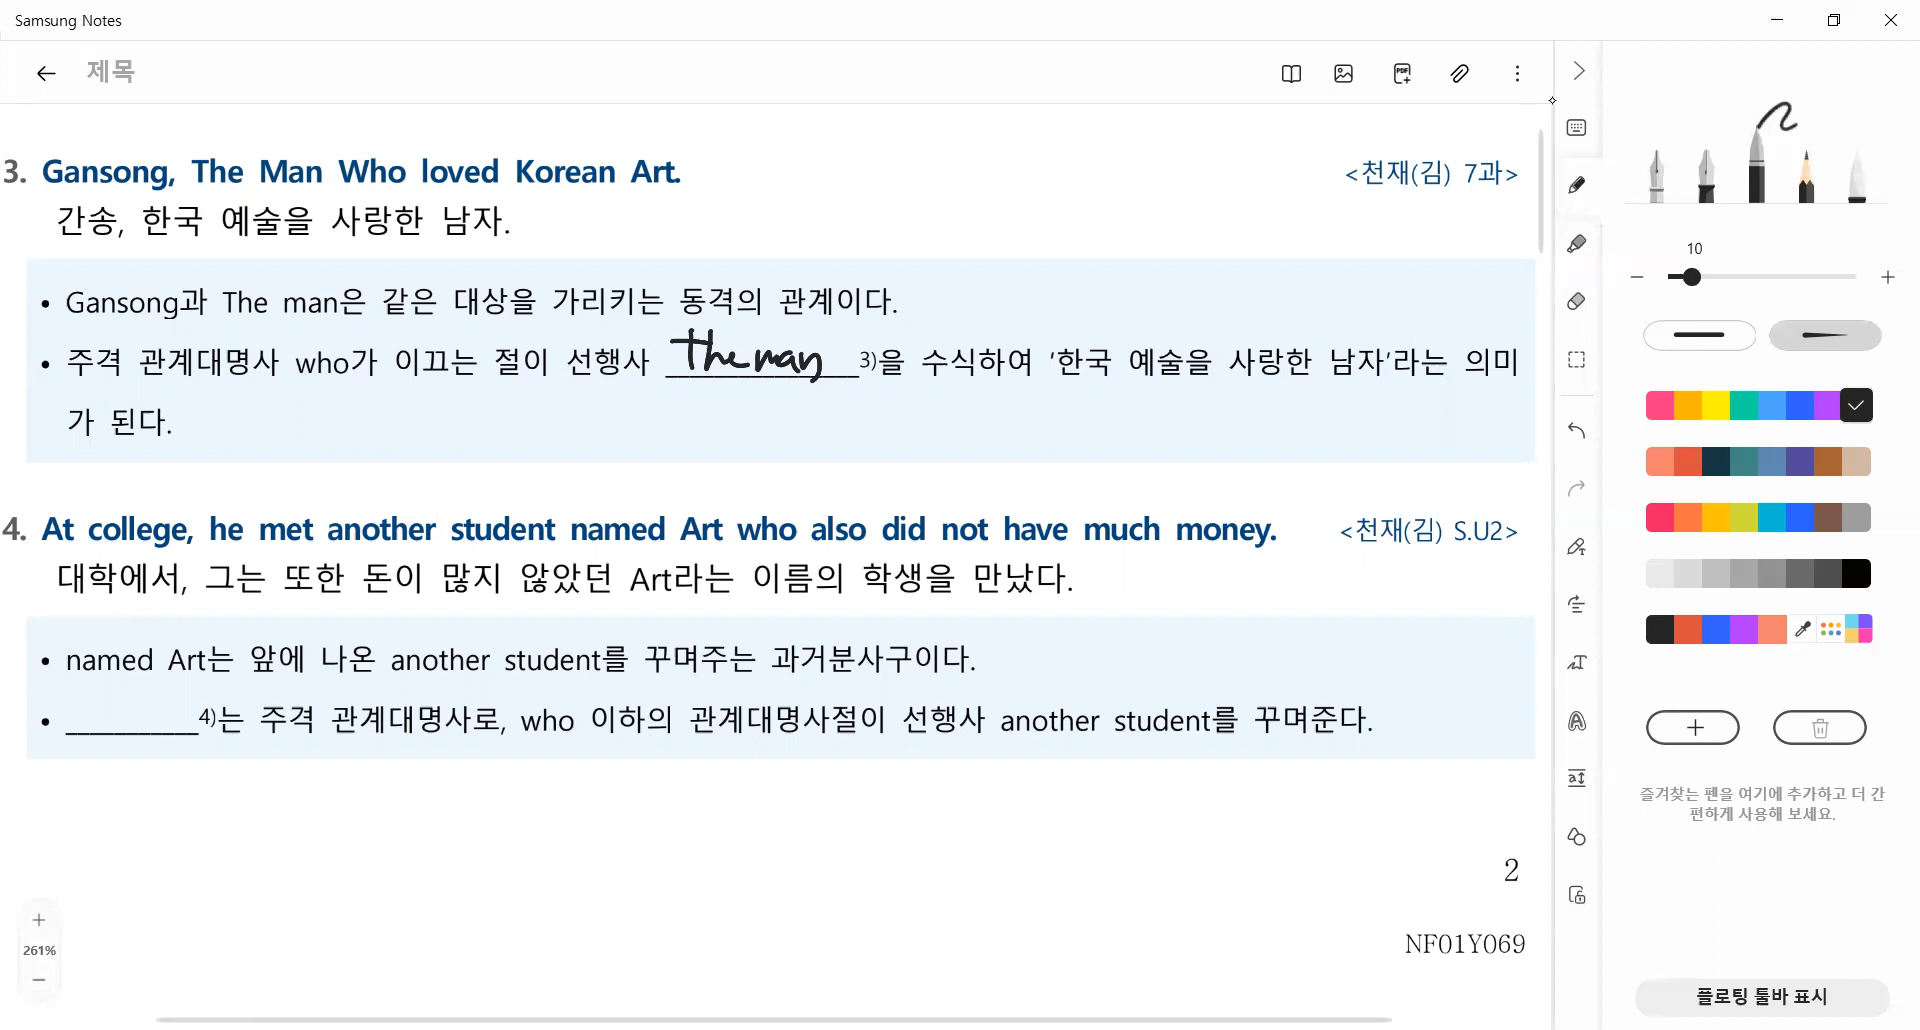 Samsung Notes
제목
3. Gansong, The Man Who loved Korean Art. <천재(김) 7과>
간송, 한국 예술을 사랑한 남자.
• Gansong과 The man은 같은 대상을 가리키는 동격의 관계이다.
• 주격 관계대명사 who가 이끄는 절이 선행사 The man 3)을 수식하여 '한국 예술을 사랑한 남자'라는 의미
가 된다.
4. At college, he met another student named Art who also did not have much money. <천재(김) S.U2>
대학에서, 그는 또한 돈이 많지 않았던 Art라는 이름의 학생을 만났다.
• named Art는 앞에 나온 another student를 꾸며주는 과거분사구이다.
• ___________4)는 주격 관계대명사로, who 이하의 관계대명사절이 선행사 another student를 꾸며준다.
2
NF01Y069
261%
10
즐겨찾는 펜을 여기에 추가하고 더 간
편하게 사용해 보세요.
플로팅 툴바 표시